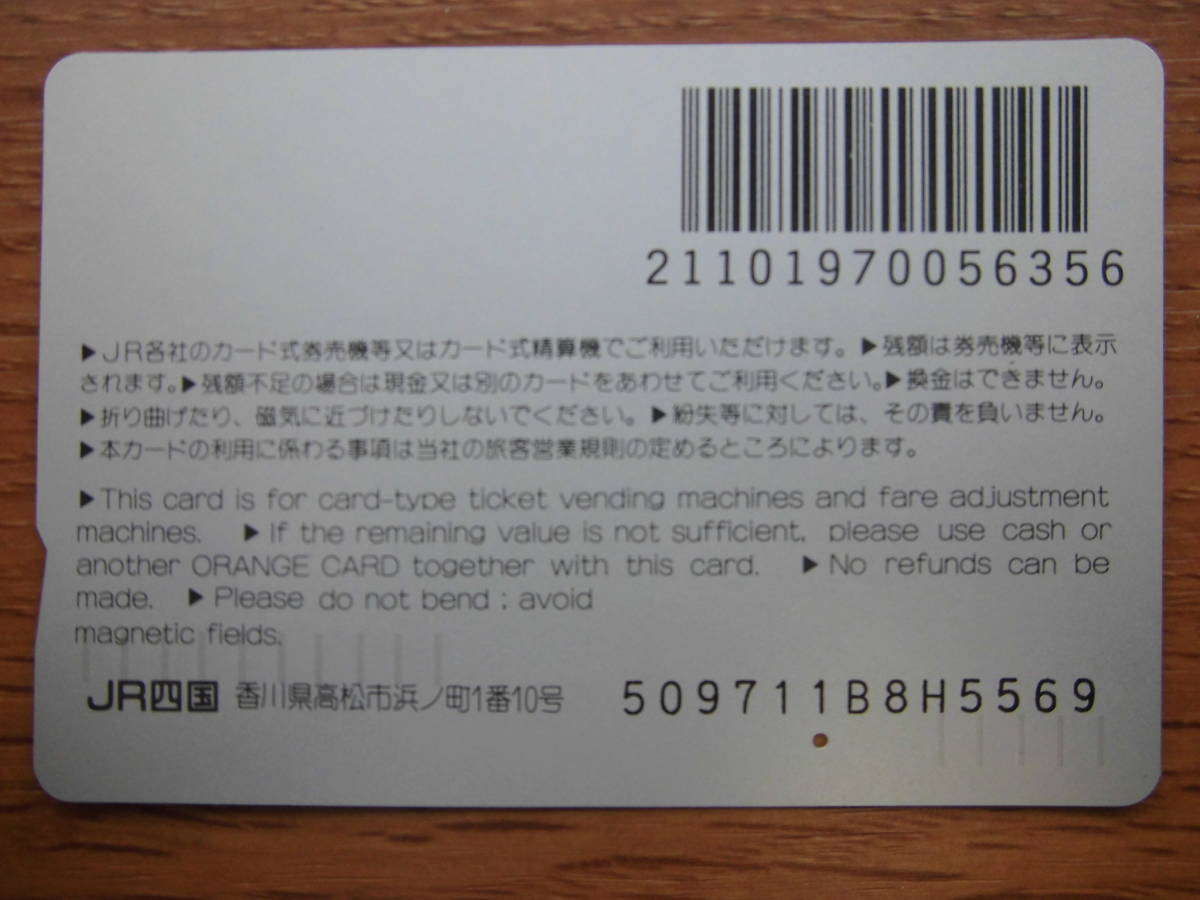 21101970056356
▶JR各社のカード式券売機等又はカード式精算機でご利用いただけます。▶残額は券売機等に表示
されます。▶残額不足の場合は現金又は別のカードをあわせてご利用ください。▶換金はできません。
▶折り曲げたり、磁気に近づけたりしないでください。▶紛失等に対しては、その責を負いません。
▶本カードの利用に係わる事項は当社の旅客営業規則の定めるところによります。
▶This card is for card-type ticket vending machines and fare adjustment
machines. ▶If the remaining value is not sufficient, please use cash or
another ORANGE CARD together with this card. ▶No refunds can be
made. ▶Please do not bend ; avoid
magnetic fields.
JR四国 香川県高松市浜ノ町1番10号 509711B8H5569